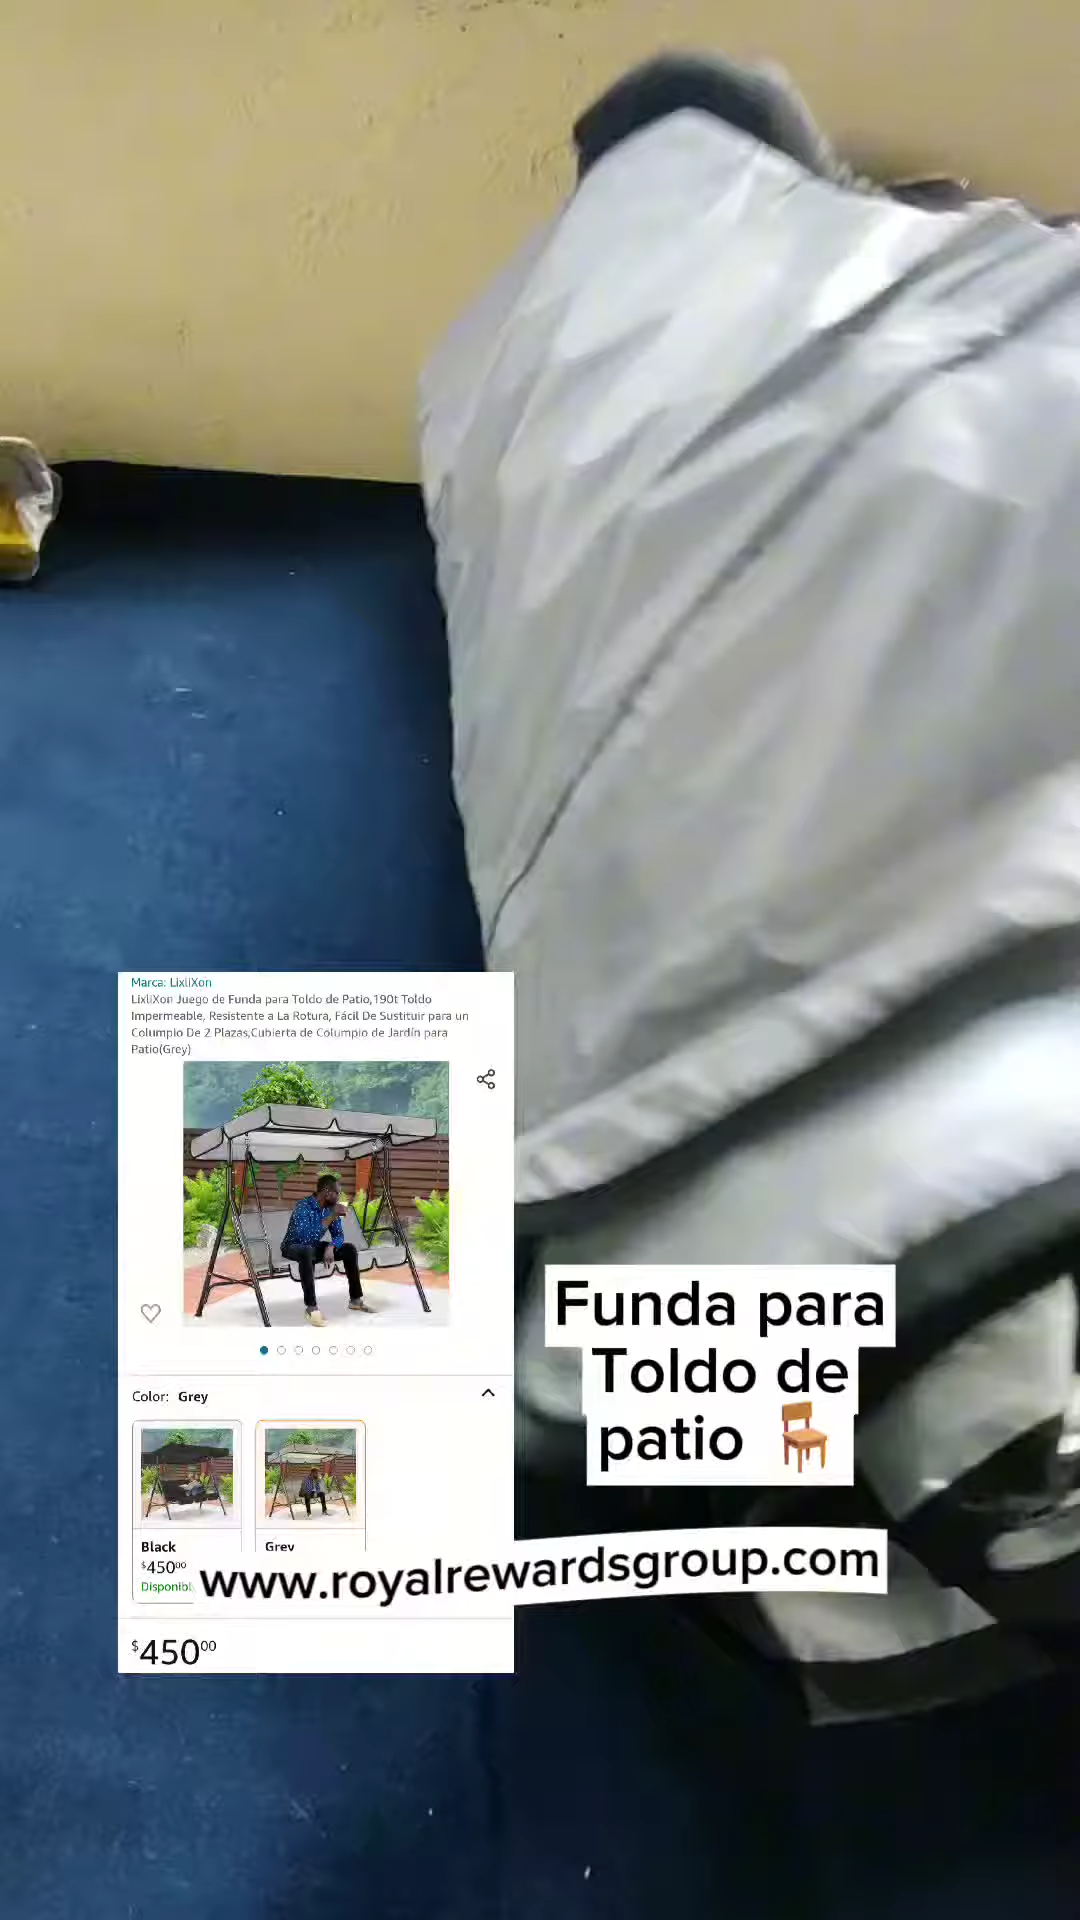 Marca: LixliXon
LixliXon Juego de Funda para Toldo de Patio,190t Toldo
Impermeable, Resistente a La Rotura, Fácil De Sustituir para un
Columpio De 2 Plazas,Cubierta de Columpio de Jardín para
Patio(Grey)
Color: Grey
Black
$45000
Disponibl
Grey
$45000
Funda para
Toldo de
patio 🪑
www.royalrewardsgroup.com